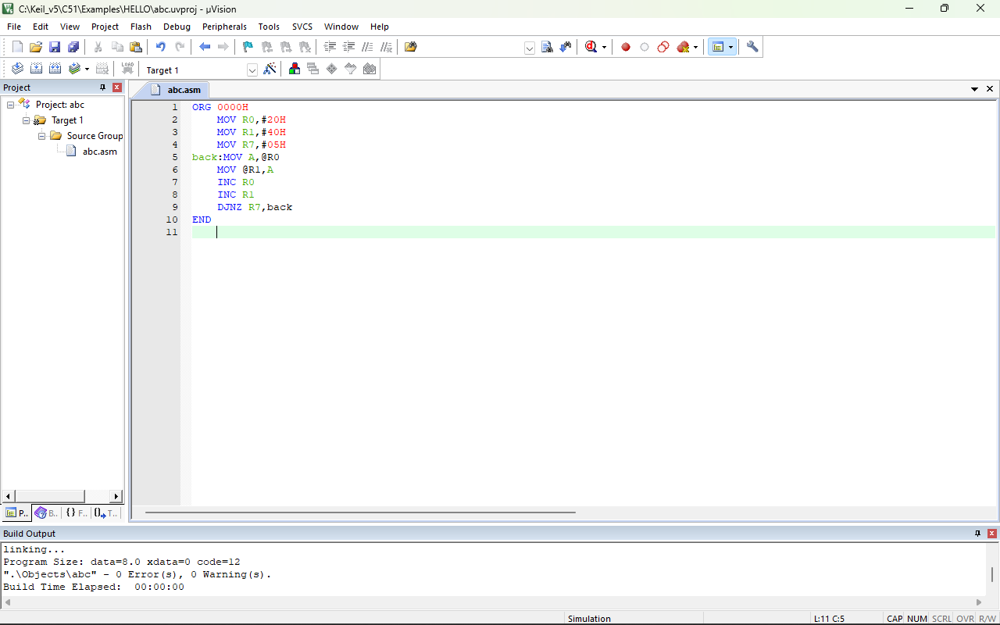 C:\Keil_v5\C51\Examples\HELLO\abc.uvproj - µVision
File Edit View Project Flash Debug Peripherals Tools SVCS Window Help
LOAD
Target 1
Project
abc.asm
Project: abc
Target 1
Source Group
abc.asm
1 ORG 0000H
2 MOV R0,#20H
3 MOV R1,#40H
4 MOV R7,#05H
5 back:MOV A,@R0
6 MOV @R1,A
7 INC R0
8 INC R1
9 DJNZ R7,back
10 END
11
P.. B.. {} F.. T..
Build Output
linking...
Program Size: data=8.0 xdata=0 code=12
".\Objects\abc" - 0 Error(s), 0 Warning(s).
Build Time Elapsed:  00:00:00
Simulation L:11 C:5 CAP NUM SCRL OVR R/W